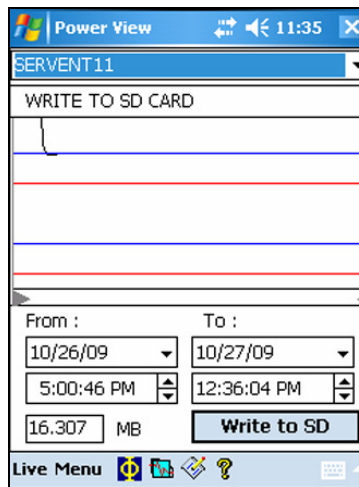 Power View 11:35
SERVENT11
WRITE TO SD CARD
From : To :
10/26/09 10/27/09
5:00:46 PM 12:36:04 PM
16.307 MB Write to SD
Live Menu Φ ?